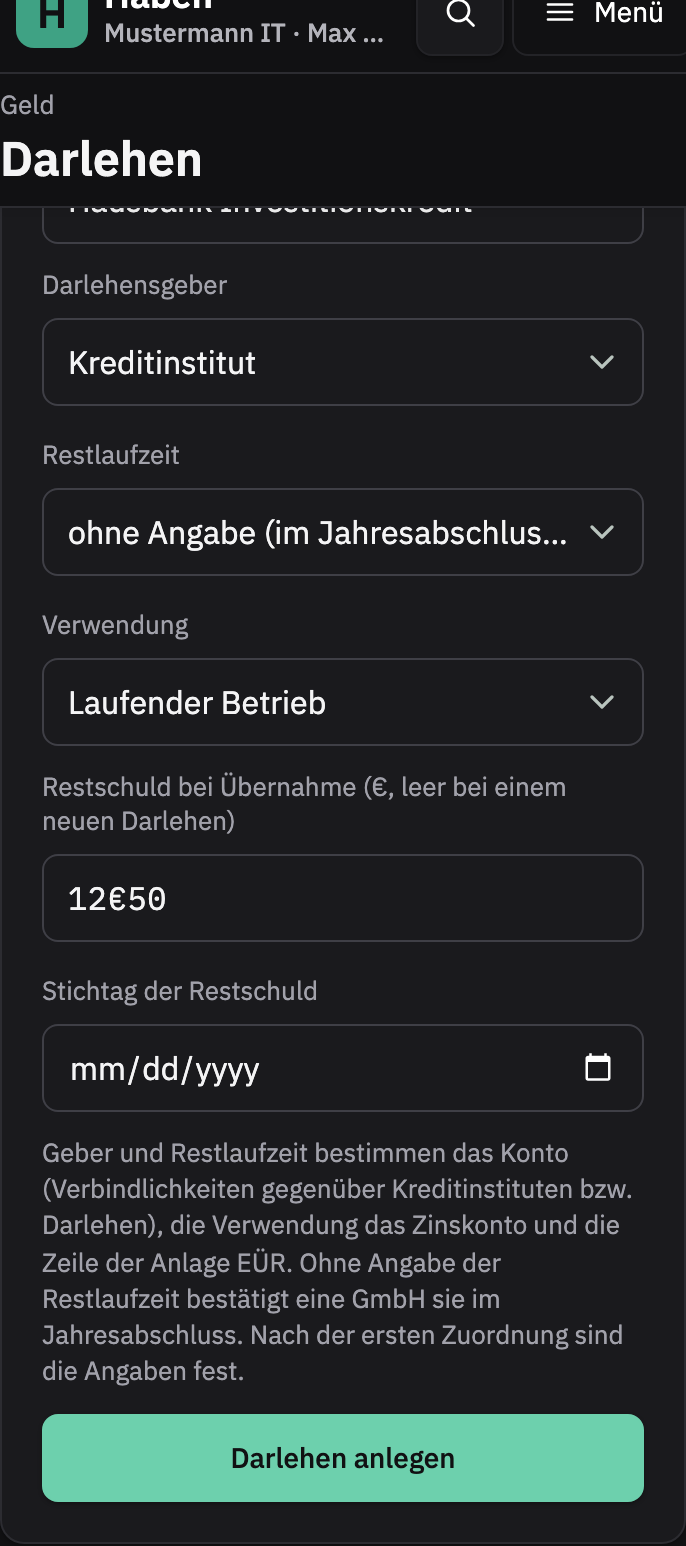 H
Haben
Mustermann IT · Max ...
Menü
Geld
Darlehen
Hausbank Investitionskredit
Darlehensgeber
Kreditinstitut
Restlaufzeit
ohne Angabe (im Jahresabschlus...
Verwendung
Laufender Betrieb
Restschuld bei Übernahme (€, leer bei einem
neuen Darlehen)
12€50
Stichtag der Restschuld
mm/dd/yyyy
Geber und Restlaufzeit bestimmen das Konto
(Verbindlichkeiten gegenüber Kreditinstituten bzw.
Darlehen), die Verwendung das Zinskonto und die
Zeile der Anlage EÜR. Ohne Angabe der
Restlaufzeit bestätigt eine GmbH sie im
Jahresabschluss. Nach der ersten Zuordnung sind
die Angaben fest.
Darlehen anlegen